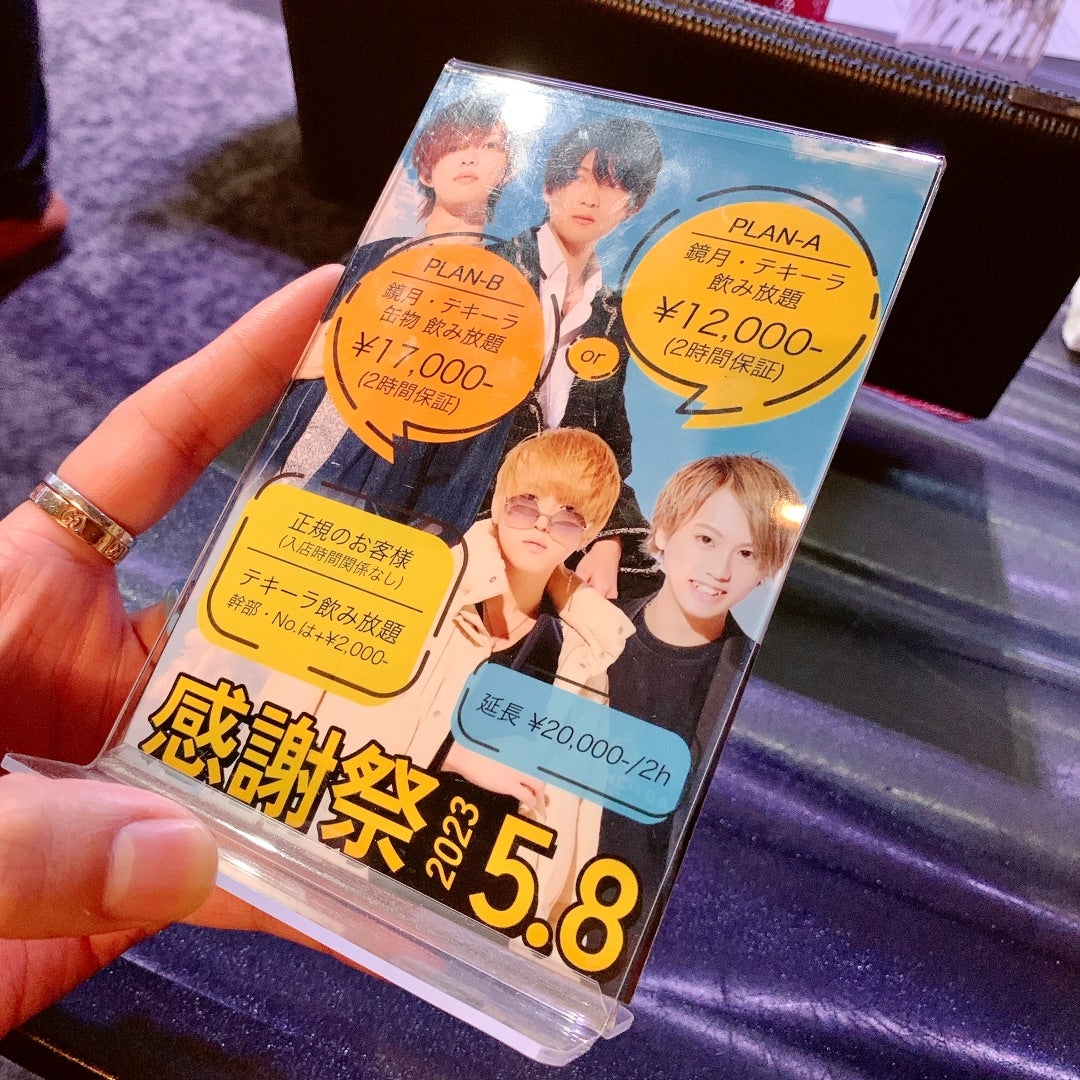 PLAN-A
鏡月・テキーラ
飲み放題
¥12,000-
(2時間保証)
or
PLAN-B
鏡月・テキーラ
缶物 飲み放題
¥17,000-
(2時間保証)
正規のお客様
(入店時間関係なし)
テキーラ飲み放題
幹部・No.は+¥2,000-
延長 ¥20,000-/2h
感謝祭 2023 5.8